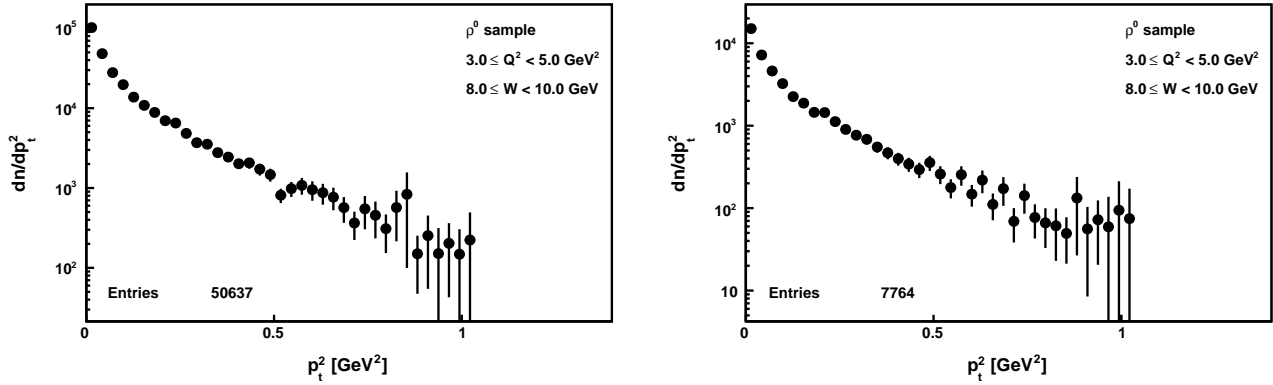 10⁵
10⁴
10³
10²
dn/dp²ₜ
ρ⁰ sample
3.0 ≤ Q² < 5.0 GeV²
8.0 ≤ W < 10.0 GeV
Entries 50637
0 0.5 1
p²ₜ [GeV²]
10⁴
10³
10²
10
dn/dp²ₜ
ρ⁰ sample
3.0 ≤ Q² < 5.0 GeV²
8.0 ≤ W < 10.0 GeV
Entries 7764
0 0.5 1
p²ₜ [GeV²]